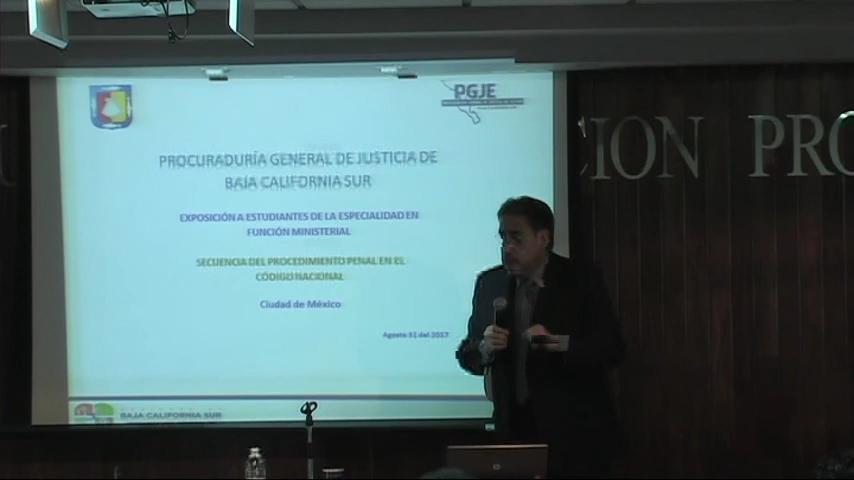 PGJE
PROCURADURÍA GENERAL DE JUSTICIA DE
BAJA CALIFORNIA SUR
EXPOSICIÓN A ESTUDIANTES DE LA ESPECIALIDAD EN
FUNCIÓN MINISTERIAL
SECUENCIA DEL PROCEDIMIENTO PENAL EN EL
CÓDIGO NACIONAL
Ciudad de México
Agosto 31 del 2017
BAJA CALIFORNIA SUR
CION PRO